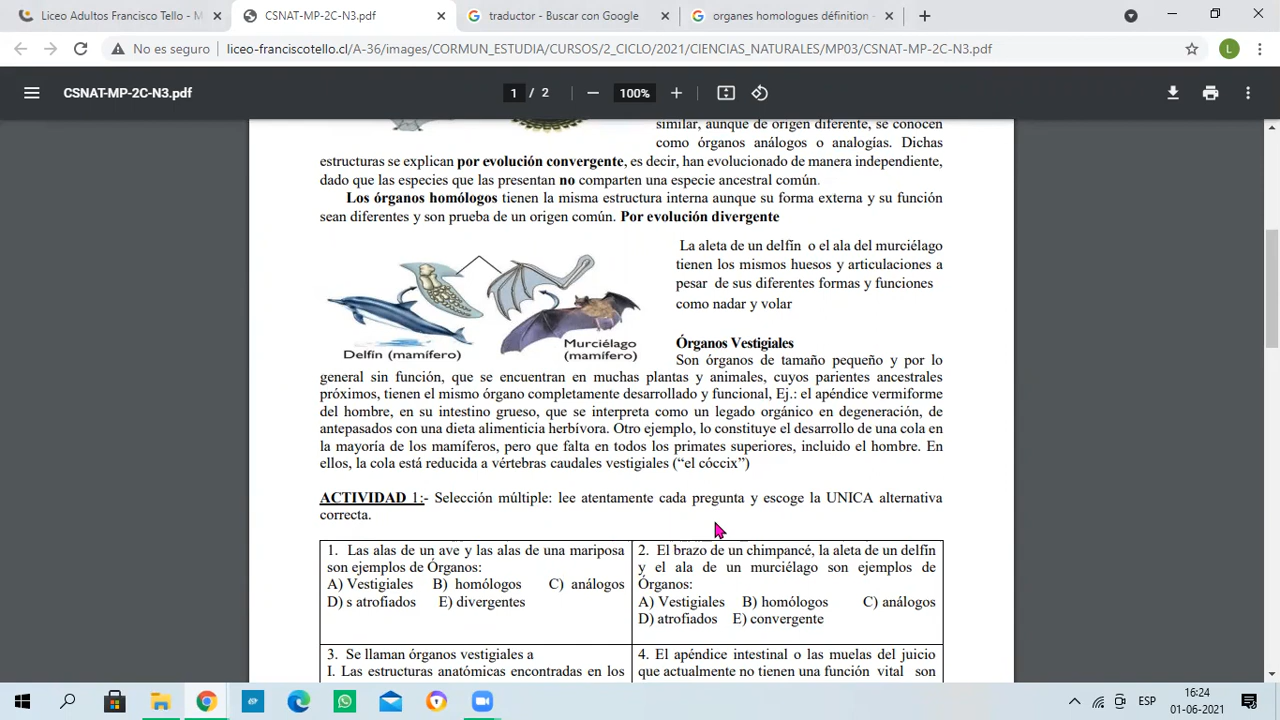 Liceo Adultos Francisco Tello - M
CSNAT-MP-2C-N3.pdf
traductor - Buscar con Google
organes homologues définition -
No es seguro
liceo-franciscotello.cl/A-36/images/CORMUN_ESTUDIA/CURSOS/2_CICLO/2021/CIENCIAS_NATURALES/MP03/CSNAT-MP-2C-N3.pdf
L
CSNAT-MP-2C-N3.pdf
1 / 2
100%
similar, aunque de origen diferente, se conocen
como órganos análogos o analogías. Dichas
estructuras se explican por evolución convergente, es decir, han evolucionado de manera independiente,
dado que las especies que las presentan no comparten una especie ancestral común.
Los órganos homólogos tienen la misma estructura interna aunque su forma externa y su función
sean diferentes y son prueba de un origen común. Por evolución divergente
La aleta de un delfín o el ala del murciélago
tienen los mismos huesos y articulaciones a
pesar de sus diferentes formas y funciones
como nadar y volar
Delfín (mamífero)
Murciélago
(mamífero)
Órganos Vestigiales
Son órganos de tamaño pequeño y por lo
general sin función, que se encuentran en muchas plantas y animales, cuyos parientes ancestrales
próximos, tienen el mismo órgano completamente desarrollado y funcional, Ej.: el apéndice vermiforme
del hombre, en su intestino grueso, que se interpreta como un legado orgánico en degeneración, de
antepasados con una dieta alimenticia herbívora. Otro ejemplo, lo constituye el desarrollo de una cola en
la mayoría de los mamíferos, pero que falta en todos los primates superiores, incluido el hombre. En
ellos, la cola está reducida a vértebras caudales vestigiales (“el cóccix”)
ACTIVIDAD 1:- Selección múltiple: lee atentamente cada pregunta y escoge la UNICA alternativa
correcta.
1. Las alas de un ave y las alas de una mariposa
son ejemplos de Órganos:
A) Vestigiales B) homólogos C) análogos
D) s atrofiados E) divergentes
2. El brazo de un chimpancé, la aleta de un delfín
y el ala de un murciélago son ejemplos de
Órganos:
A) Vestigiales B) homólogos C) análogos
D) atrofiados E) convergente
3. Se llaman órganos vestigiales a
I. Las estructuras anatómicas encontradas en los
4. El apéndice intestinal o las muelas del juicio
que actualmente no tienen una función vital son
ESP
16:24
01-06-2021